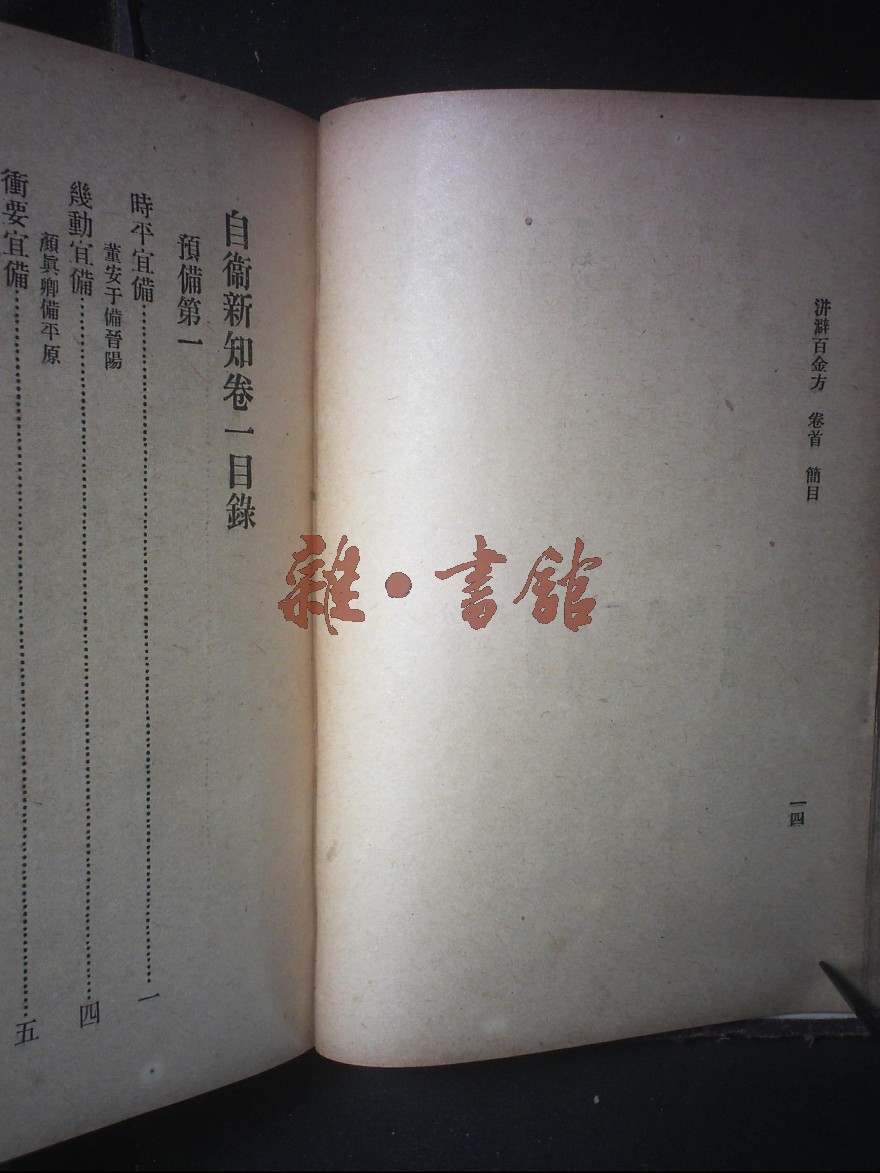 洴澼百金方　卷首　簡目
一四
自衞新知卷一目錄
預備第一
時平宜備……一
董安于備晉陽
幾動宜備……四
顏眞卿備平原
衝要宜備……五
雜·書館